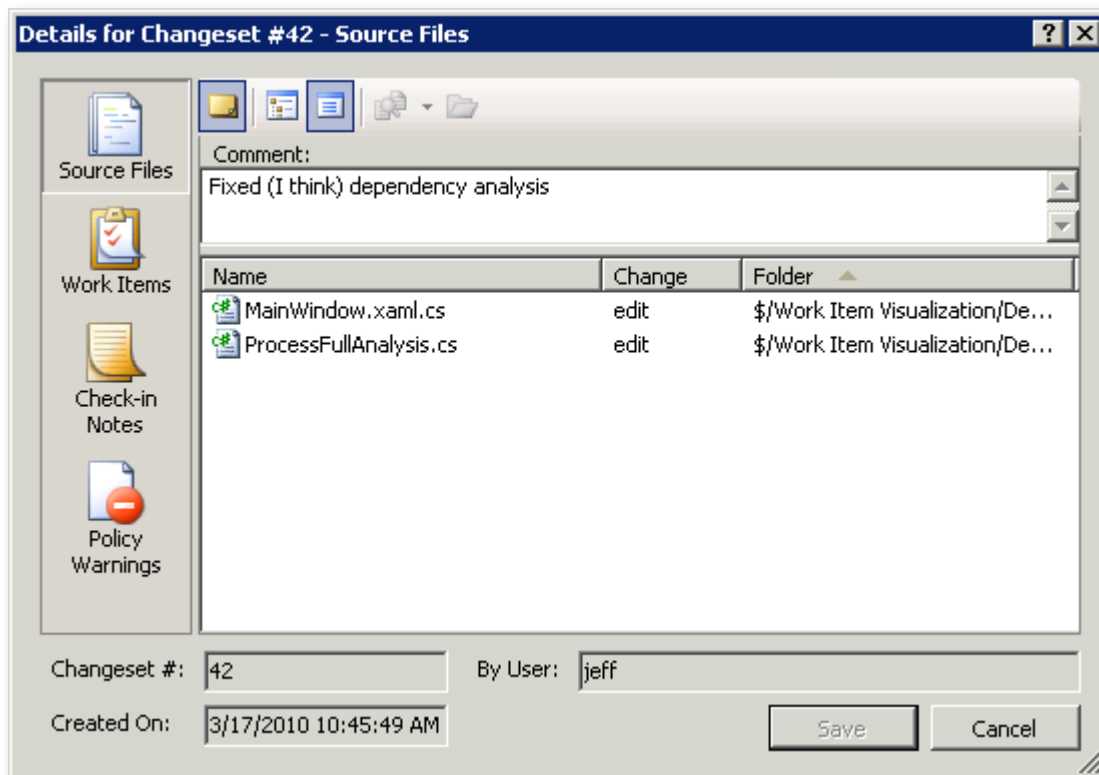 Details for Changeset #42 - Source Files
Source Files
Work Items
Check-in
Notes
Policy
Warnings
Comment:
Fixed (I think) dependency analysis
Name Change Folder
MainWindow.xaml.cs edit $/Work Item Visualization/De...
ProcessFullAnalysis.cs edit $/Work Item Visualization/De...
Changeset #: 42 By User: jeff
Created On: 3/17/2010 10:45:49 AM Save Cancel